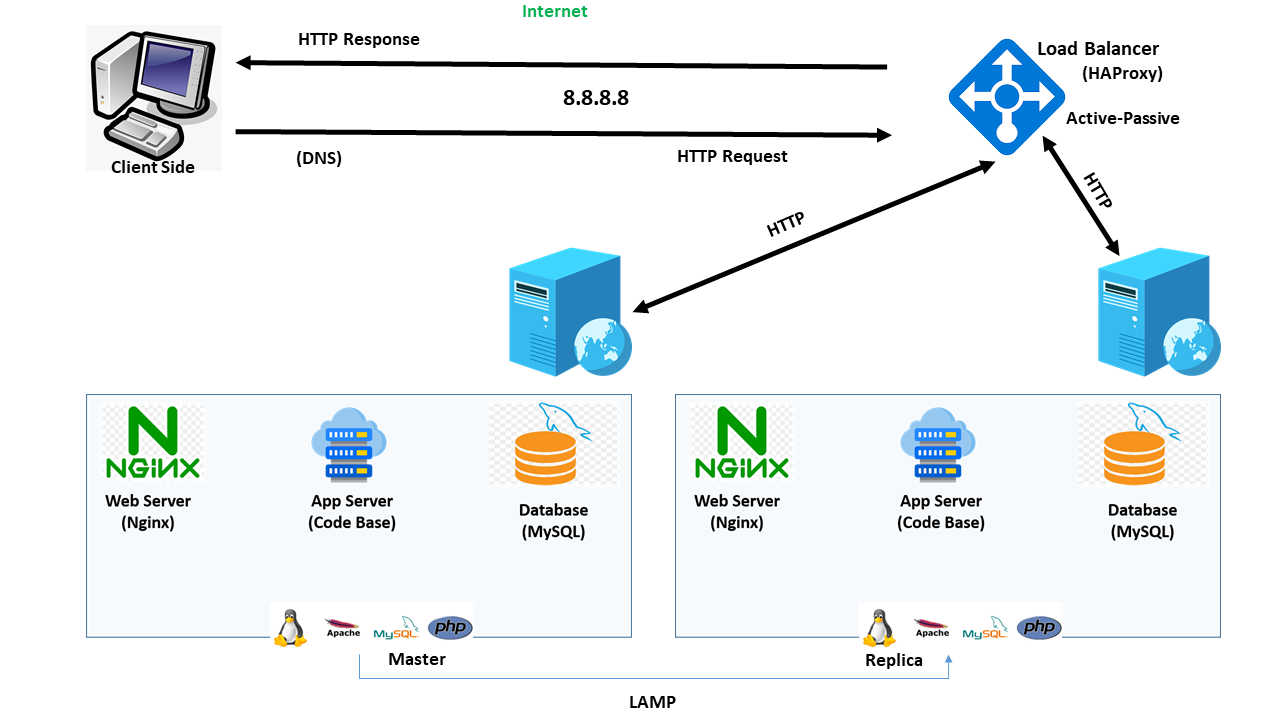 Internet
HTTP Response
Load Balancer
(HAProxy)
8.8.8.8
Active-Passive
Client Side
(DNS)
HTTP Request
HTTP
HTTP
NGiNX
Web Server
(Nginx)
App Server
(Code Base)
Database
(MySQL)
NGiNX
Web Server
(Nginx)
App Server
(Code Base)
Database
(MySQL)
Apache
MySQL
php
Apache
MySQL
php
Master
Replica
LAMP